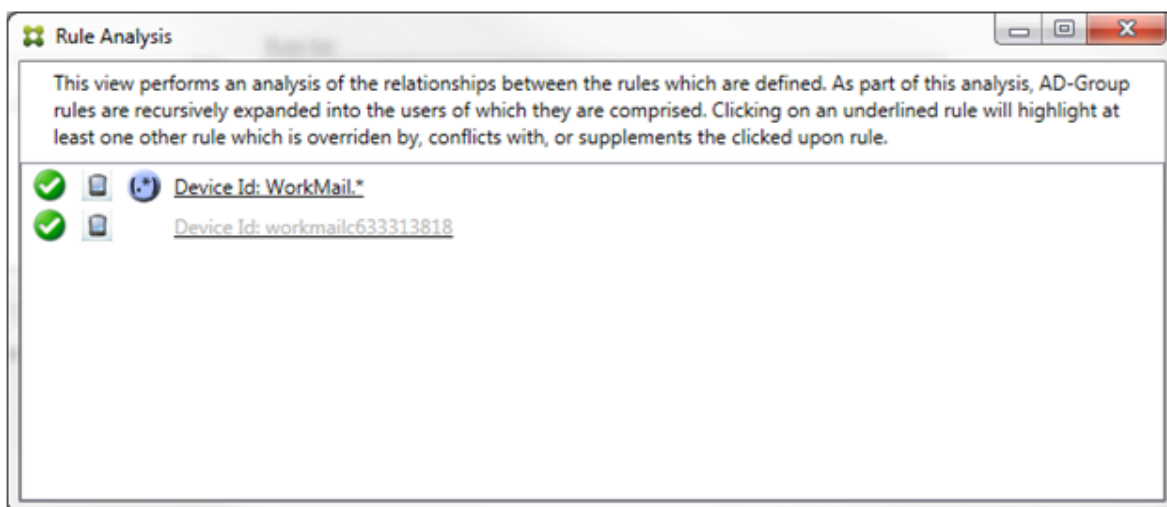 Rule Analysis
This view performs an analysis of the relationships between the rules which are defined. As part of this analysis, AD-Group
rules are recursively expanded into the users of which they are comprised. Clicking on an underlined rule will highlight at
least one other rule which is overriden by, conflicts with, or supplements the clicked upon rule.
(.*) Device Id: WorkMail.*
Device Id: workmailc633313818